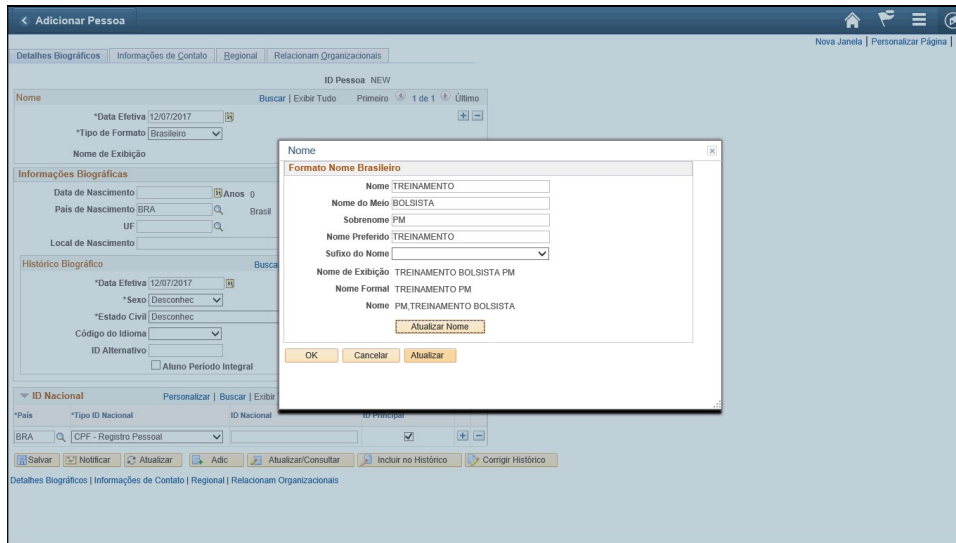 Adicionar Pessoa
Nova Janela | Personalizar Página |
Detalhes Biográficos Informações de Contato Regional Relacionam Organizacionais
ID Pessoa NEW
Nome Buscar | Exibir Tudo Primeiro 1 de 1 Último
*Data Efetiva 12/07/2017
*Tipo de Formato Brasileiro
Nome de Exibição
Informações Biográficas
Data de Nascimento Anos 0
País de Nascimento BRA Brasil
UF
Local de Nascimento
Histórico Biográfico Busca
*Data Efetiva 12/07/2017
*Sexo Desconhec
*Estado Civil Desconhec
Código do Idioma
ID Alternativo
Aluno Período Integral
ID Nacional Personalizar | Buscar | Exibir
*País *Tipo ID Nacional ID Nacional ID Principal
BRA CPF - Registro Pessoal
Salvar Notificar Atualizar Adic Atualizar/Consultar Incluir no Histórico Corrigir Histórico
Detalhes Biográficos | Informações de Contato | Regional | Relacionam Organizacionais
Nome
Formato Nome Brasileiro
Nome TREINAMENTO
Nome do Meio BOLSISTA
Sobrenome PM
Nome Preferido TREINAMENTO
Sufixo do Nome
Nome de Exibição TREINAMENTO BOLSISTA PM
Nome Formal TREINAMENTO PM
Nome PM,TREINAMENTO BOLSISTA
Atualizar Nome
OK Cancelar Atualizar